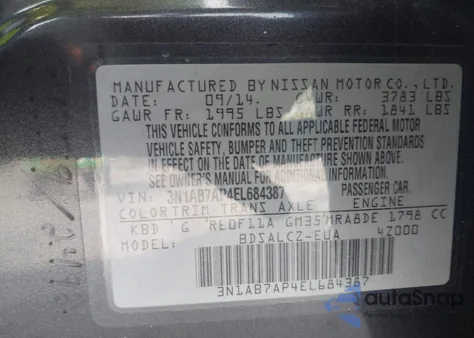 MANUFACTURED BY NISSAN MOTOR CO., LTD.
DATE: 09/14. GVWR: 3783 LBS
GAWR FR: 1995 LBS RR: 1841 LBS
THIS VEHICLE CONFORMS TO ALL APPLICABLE FEDERAL MOTOR
VEHICLE SAFETY, BUMPER AND THEFT PREVENTION STANDARDS
IN EFFECT ON THE DATE OF MANUFACTURE SHOWN ABOVE.
SEE OWNER'S MANUAL FOR ADDITIONAL INFORMATION.
VIN: 3N1AB7AP4EL684387 PASSENGER CAR.
COLOR TRIM TRANS AXLE ENGINE
KBD G RE0F11A GM35 MRA8DE 1798 CC
MODEL: BDSALCZ-EUA 4Z000
3N1AB7AP4EL684387
autoSnap